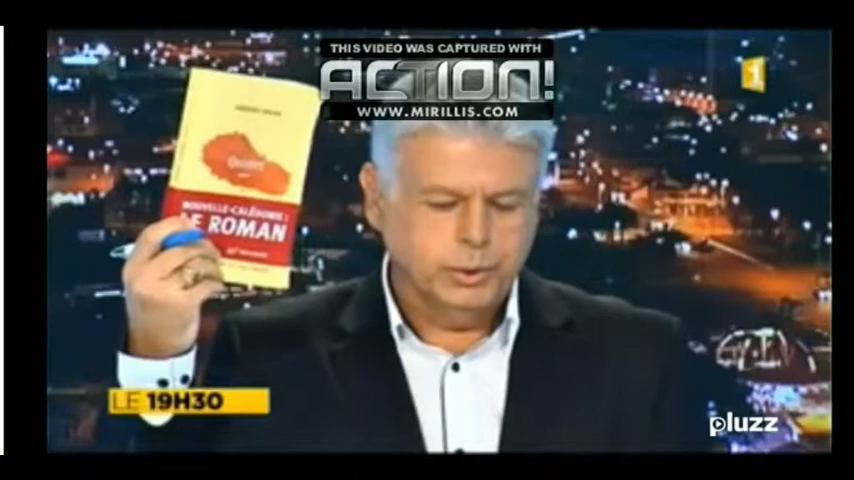 THIS VIDEO WAS CAPTURED WITH
ACTION!
WWW.MIRILLIS.COM
1
NOUVELLE-CALÉDONIE :
LE ROMAN
LE 19H30
pluzz